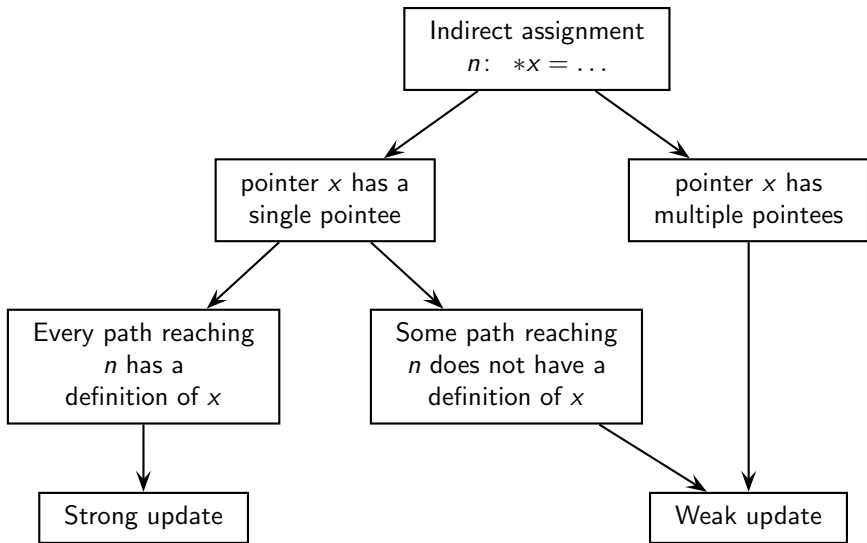 Indirect assignment
n: *x = ...
pointer x has a
single pointee
pointer x has
multiple pointees
Every path reaching
n has a
definition of x
Some path reaching
n does not have a
definition of x
Strong update
Weak update